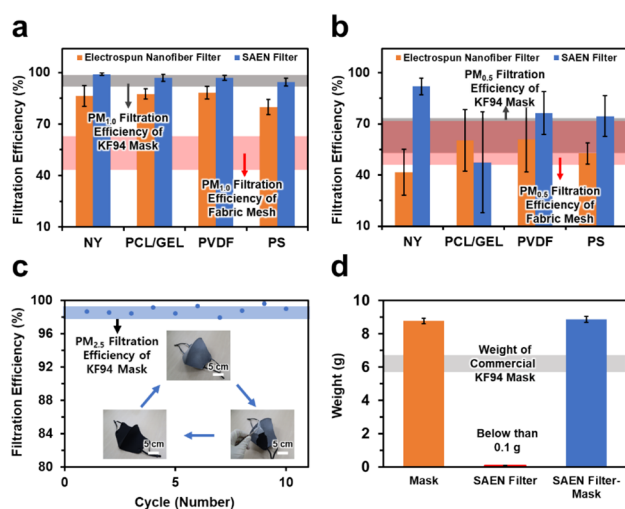 a
Electrospun Nanofiber Filter
SAEN Filter
Filtration Efficiency (%)
100
70
40
10
PM1.0 Filtration
Efficiency of
KF94 Mask
PM1.0 Filtration
Efficiency of
Fabric Mesh
NY
PCL/GEL
PVDF
PS
b
Electrospun Nanofiber Filter
SAEN Filter
Filtration Efficiency (%)
100
70
40
10
PM0.5 Filtration
Efficiency of
KF94 Mask
PM0.5 Filtration
Efficiency of
Fabric Mesh
NY
PCL/GEL
PVDF
PS
c
Filtration Efficiency (%)
100
98
96
92
88
84
80
PM2.5 Filtration
Efficiency of
KF94 Mask
5 cm
5 cm
5 cm
0
5
10
Cycle (Number)
d
Weight (g)
10
8
6
4
2
0
Weight of
Commercial
KF94 Mask
Below than
0.1 g
Mask
SAEN Filter
SAEN Filter-
Mask